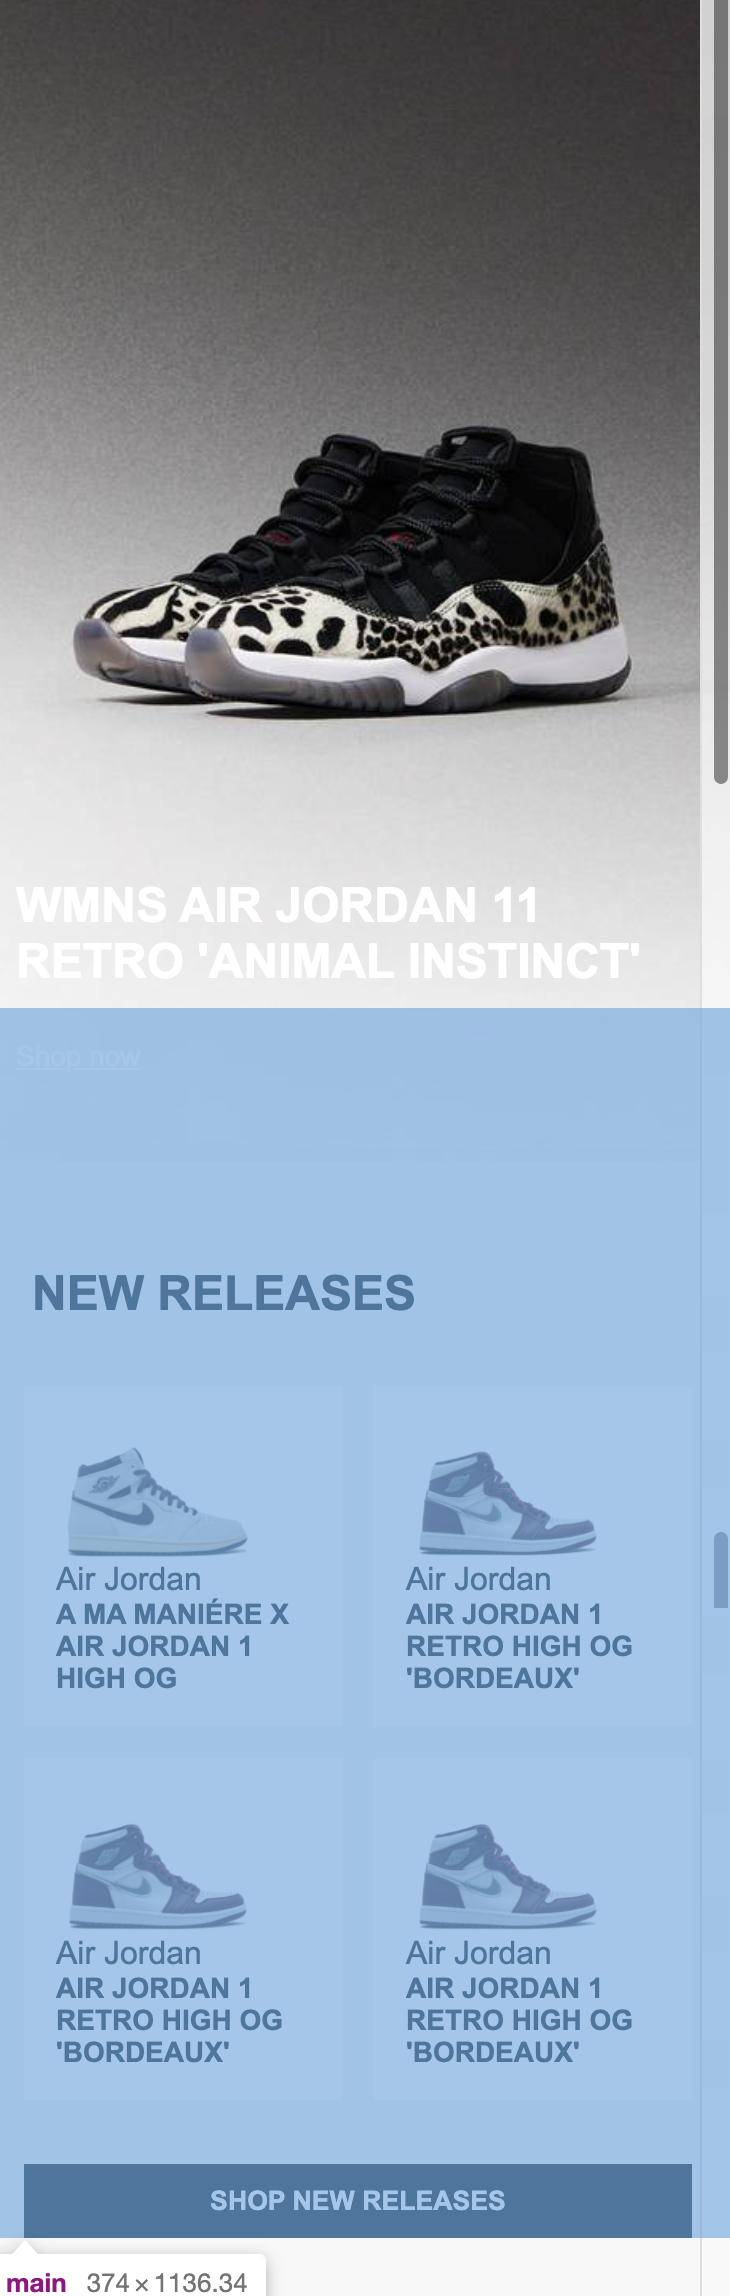 WMNS AIR JORDAN 11
RETRO 'ANIMAL INSTINCT'
Shop now
NEW RELEASES
Air Jordan
A MA MANIÉRE X
AIR JORDAN 1
HIGH OG
Air Jordan
AIR JORDAN 1
RETRO HIGH OG
'BORDEAUX'
Air Jordan
AIR JORDAN 1
RETRO HIGH OG
'BORDEAUX'
Air Jordan
AIR JORDAN 1
RETRO HIGH OG
'BORDEAUX'
SHOP NEW RELEASES
main 374 × 1136.34